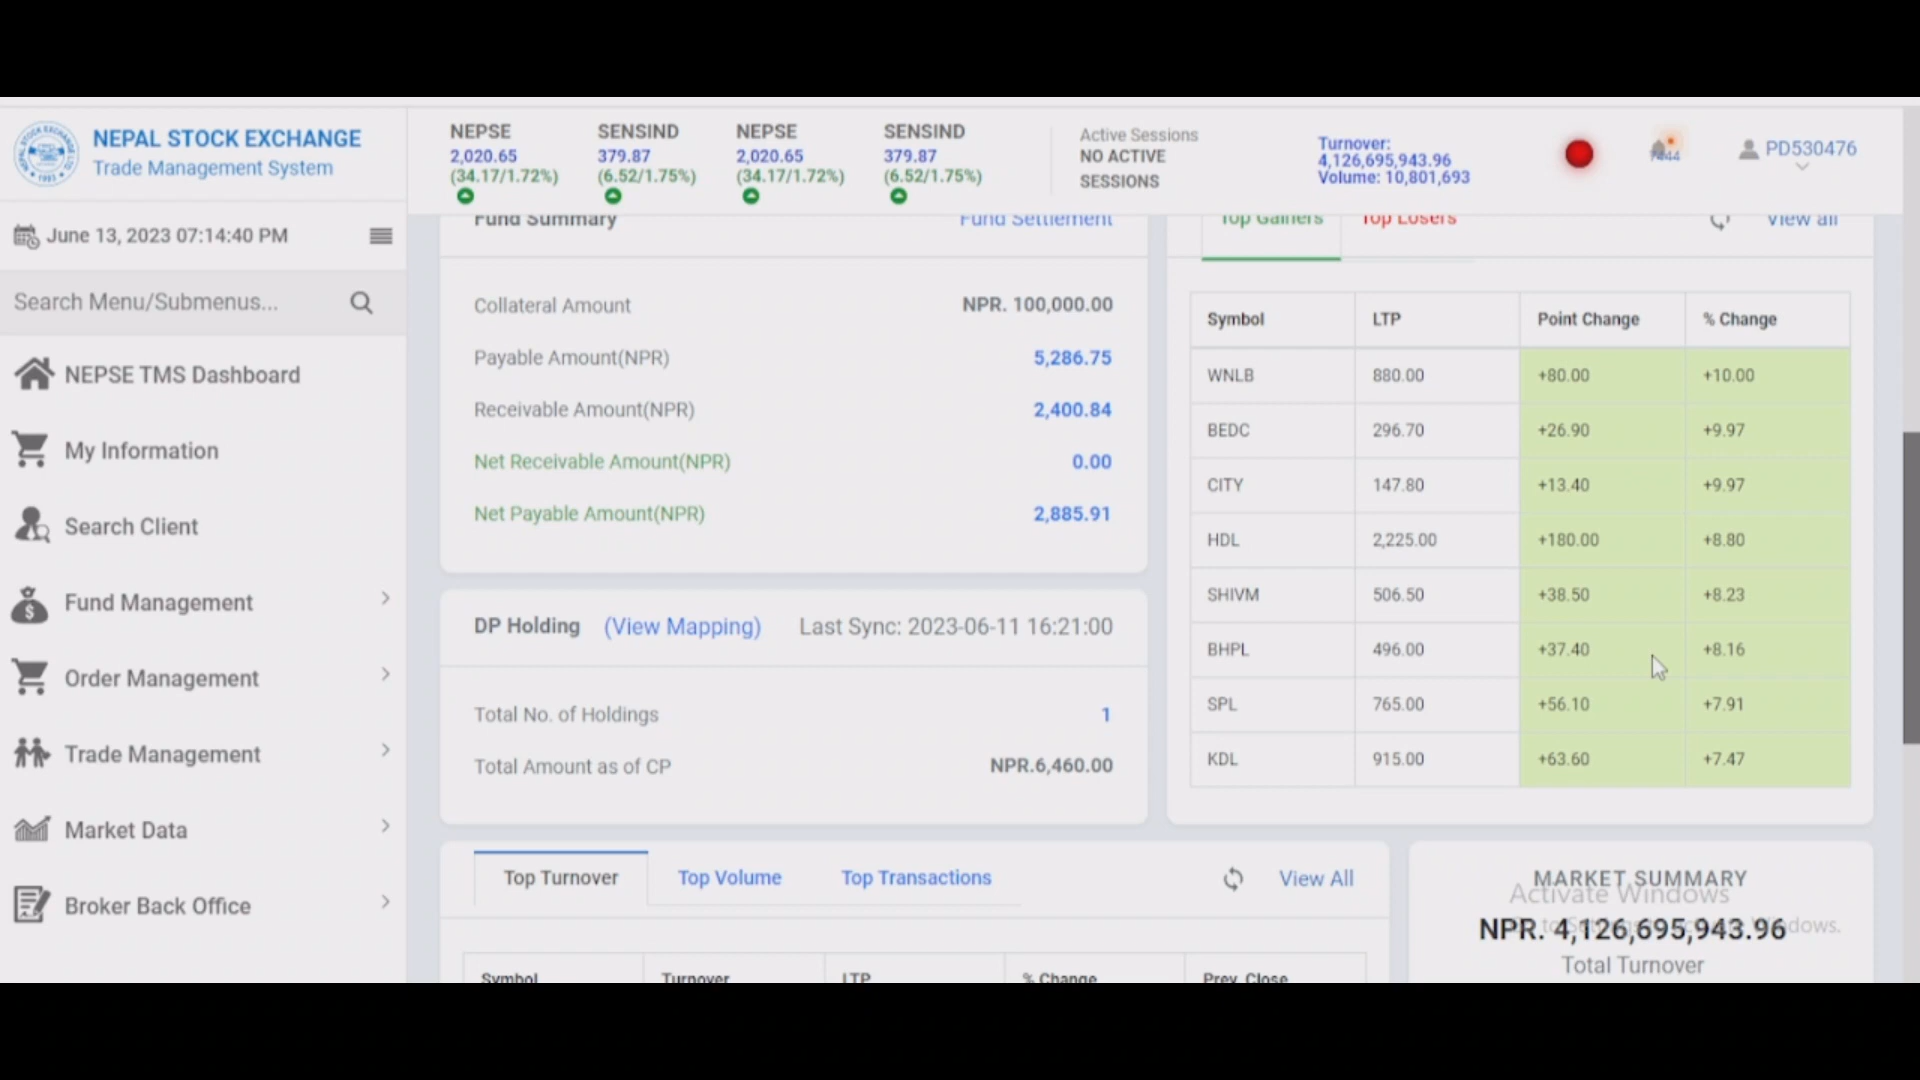 NEPAL STOCK EXCHANGE
Trade Management System
NEPSE
2,020.65
(34.17/1.72%)
SENSIND
379.87
(6.52/1.75%)
NEPSE
2,020.65
(34.17/1.72%)
SENSIND
379.87
(6.52/1.75%)
Active Sessions
NO ACTIVE
SESSIONS
Turnover:
4,126,695,943.96
Volume: 10,801,693
7444
PD530476
June 13, 2023 07:14:40 PM
Search Menu/Submenus...
NEPSE TMS Dashboard
My Information
Search Client
Fund Management
Order Management
Trade Management
Market Data
Broker Back Office
Fund Summary Fund Settlement
Collateral Amount NPR. 100,000.00
Payable Amount(NPR) 5,286.75
Receivable Amount(NPR) 2,400.84
Net Receivable Amount(NPR) 0.00
Net Payable Amount(NPR) 2,885.91
DP Holding (View Mapping) Last Sync: 2023-06-11 16:21:00
Total No. of Holdings 1
Total Amount as of CP NPR.6,460.00
Top Gainers Top Losers View all
Symbol LTP Point Change % Change
WNLB 880.00 +80.00 +10.00
BEDC 296.70 +26.90 +9.97
CITY 147.80 +13.40 +9.97
HDL 2,225.00 +180.00 +8.80
SHIVM 506.50 +38.50 +8.23
BHPL 496.00 +37.40 +8.16
SPL 765.00 +56.10 +7.91
KDL 915.00 +63.60 +7.47
Top Turnover Top Volume Top Transactions View All
Symbol Turnover LTP % Change Prev. Close
MARKET SUMMARY
Activate Windows
NPR. 4,126,695,943.96
Go to Settings to activate Windows.
Total Turnover